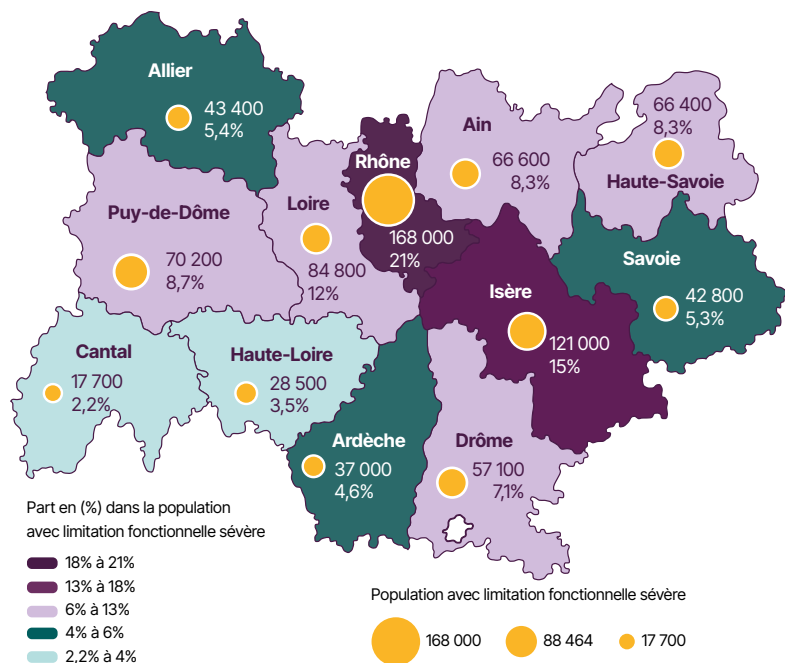 Allier
43 400
5,4%
Rhône
168 000
21%
Ain
66 600
8,3%
66 400
8,3%
Haute-Savoie
Puy-de-Dôme
70 200
8,7%
Loire
84 800
12%
Isère
121 000
15%
Savoie
42 800
5,3%
Cantal
17 700
2,2%
Haute-Loire
28 500
3,5%
Ardèche
37 000
4,6%
Drôme
57 100
7,1%
Part en (%) dans la population
avec limitation fonctionnelle sévère
18% à 21%
13% à 18%
6% à 13%
4% à 6%
2,2% à 4%
Population avec limitation fonctionnelle sévère
168 000
88 464
17 700